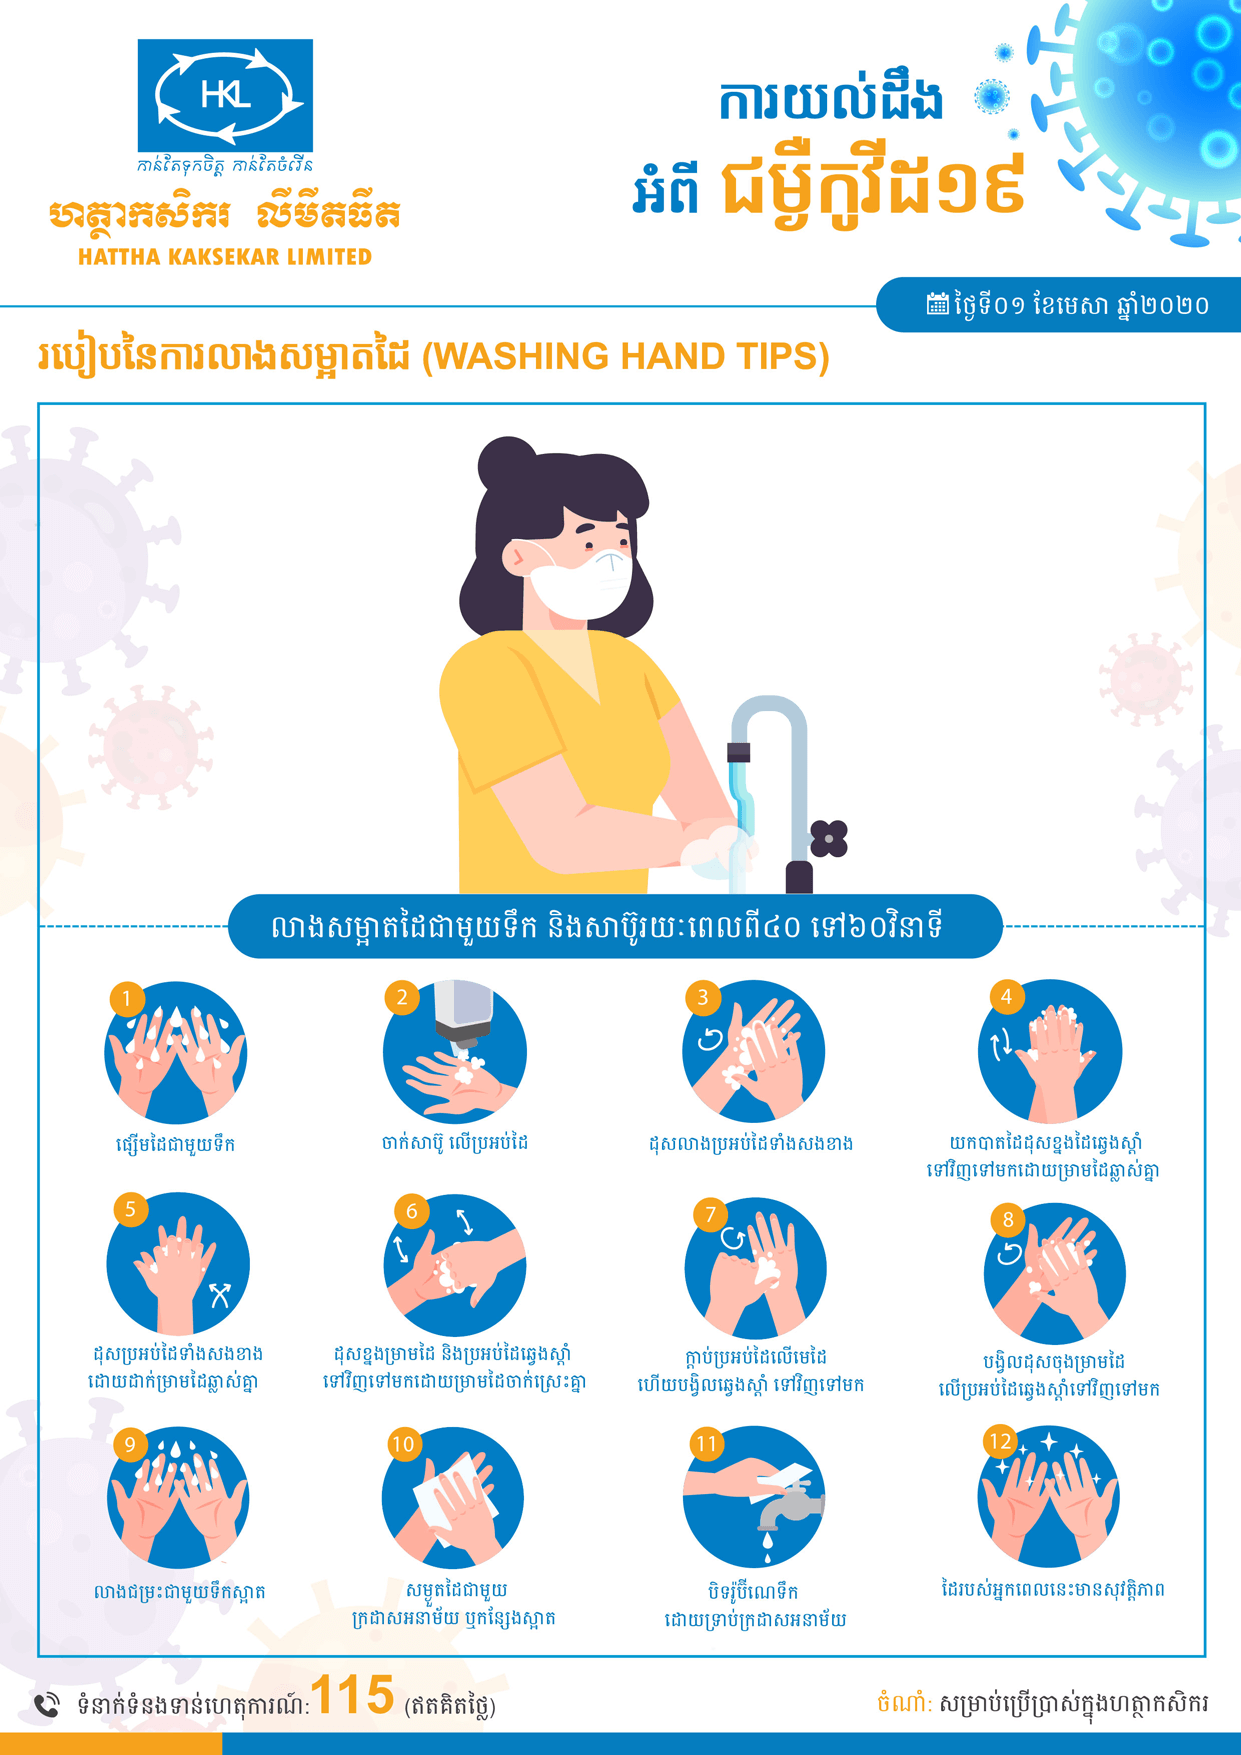 HKL
កាន់តែទុកចិត្ត កាន់តែចំរើន
ហត្ថាកសិករ លីមីតធីត
HATTHA KAKSEKAR LIMITED
ការយល់ដឹង
អំពី ជម្ងឺកូវីដ១៩
ថ្ងៃទី០១ ខែមេសា ឆ្នាំ២០២០
របៀបនៃការលាងសម្អាតដៃ (WASHING HAND TIPS)
លាងសម្អាតដៃជាមួយទឹក និងសាប៊ូរយៈពេលពី៤០ ទៅ៦០វិនាទី
1
ផ្សើមដៃជាមួយទឹក
2
ចាក់សាប៊ូ លើប្រអប់ដៃ
3
ដុសលាងប្រអប់ដៃទាំងសងខាង
4
យកបាតដៃដុសខ្នងដៃឆ្វេងស្តាំ
ទៅវិញទៅមកដោយម្រាមដៃឆ្លាស់គ្នា
5
ដុសប្រអប់ដៃទាំងសងខាង
ដោយដាក់ម្រាមដៃឆ្លាស់គ្នា
6
ដុសខ្នងម្រាមដៃ និងប្រអប់ដៃឆ្វេងស្តាំ
ទៅវិញទៅមកដោយម្រាមដៃចាក់ស្រេះគ្នា
7
ក្តាប់ប្រអប់ដៃលើមេដៃ
ហើយបង្វិលឆ្វេងស្តាំ ទៅវិញទៅមក
8
បង្វិលដុសចុងម្រាមដៃ
លើប្រអប់ដៃឆ្វេងស្តាំទៅវិញទៅមក
9
លាងជម្រះជាមួយទឹកស្អាត
10
សម្ងួតដៃជាមួយ
ក្រដាសអនាម័យ ឬកន្សែងស្អាត
11
បិទរ៉ូប៊ីណេទឹក
ដោយទ្រាប់ក្រដាសអនាម័យ
12
ដៃរបស់អ្នកពេលនេះមានសុវត្តិភាព
ទំនាក់ទំនងទាន់ហេតុការណ៍: 115 (ឥតគិតថ្លៃ)
ចំណាំ: សម្រាប់ប្រើប្រាស់ក្នុងហត្ថាកសិករ